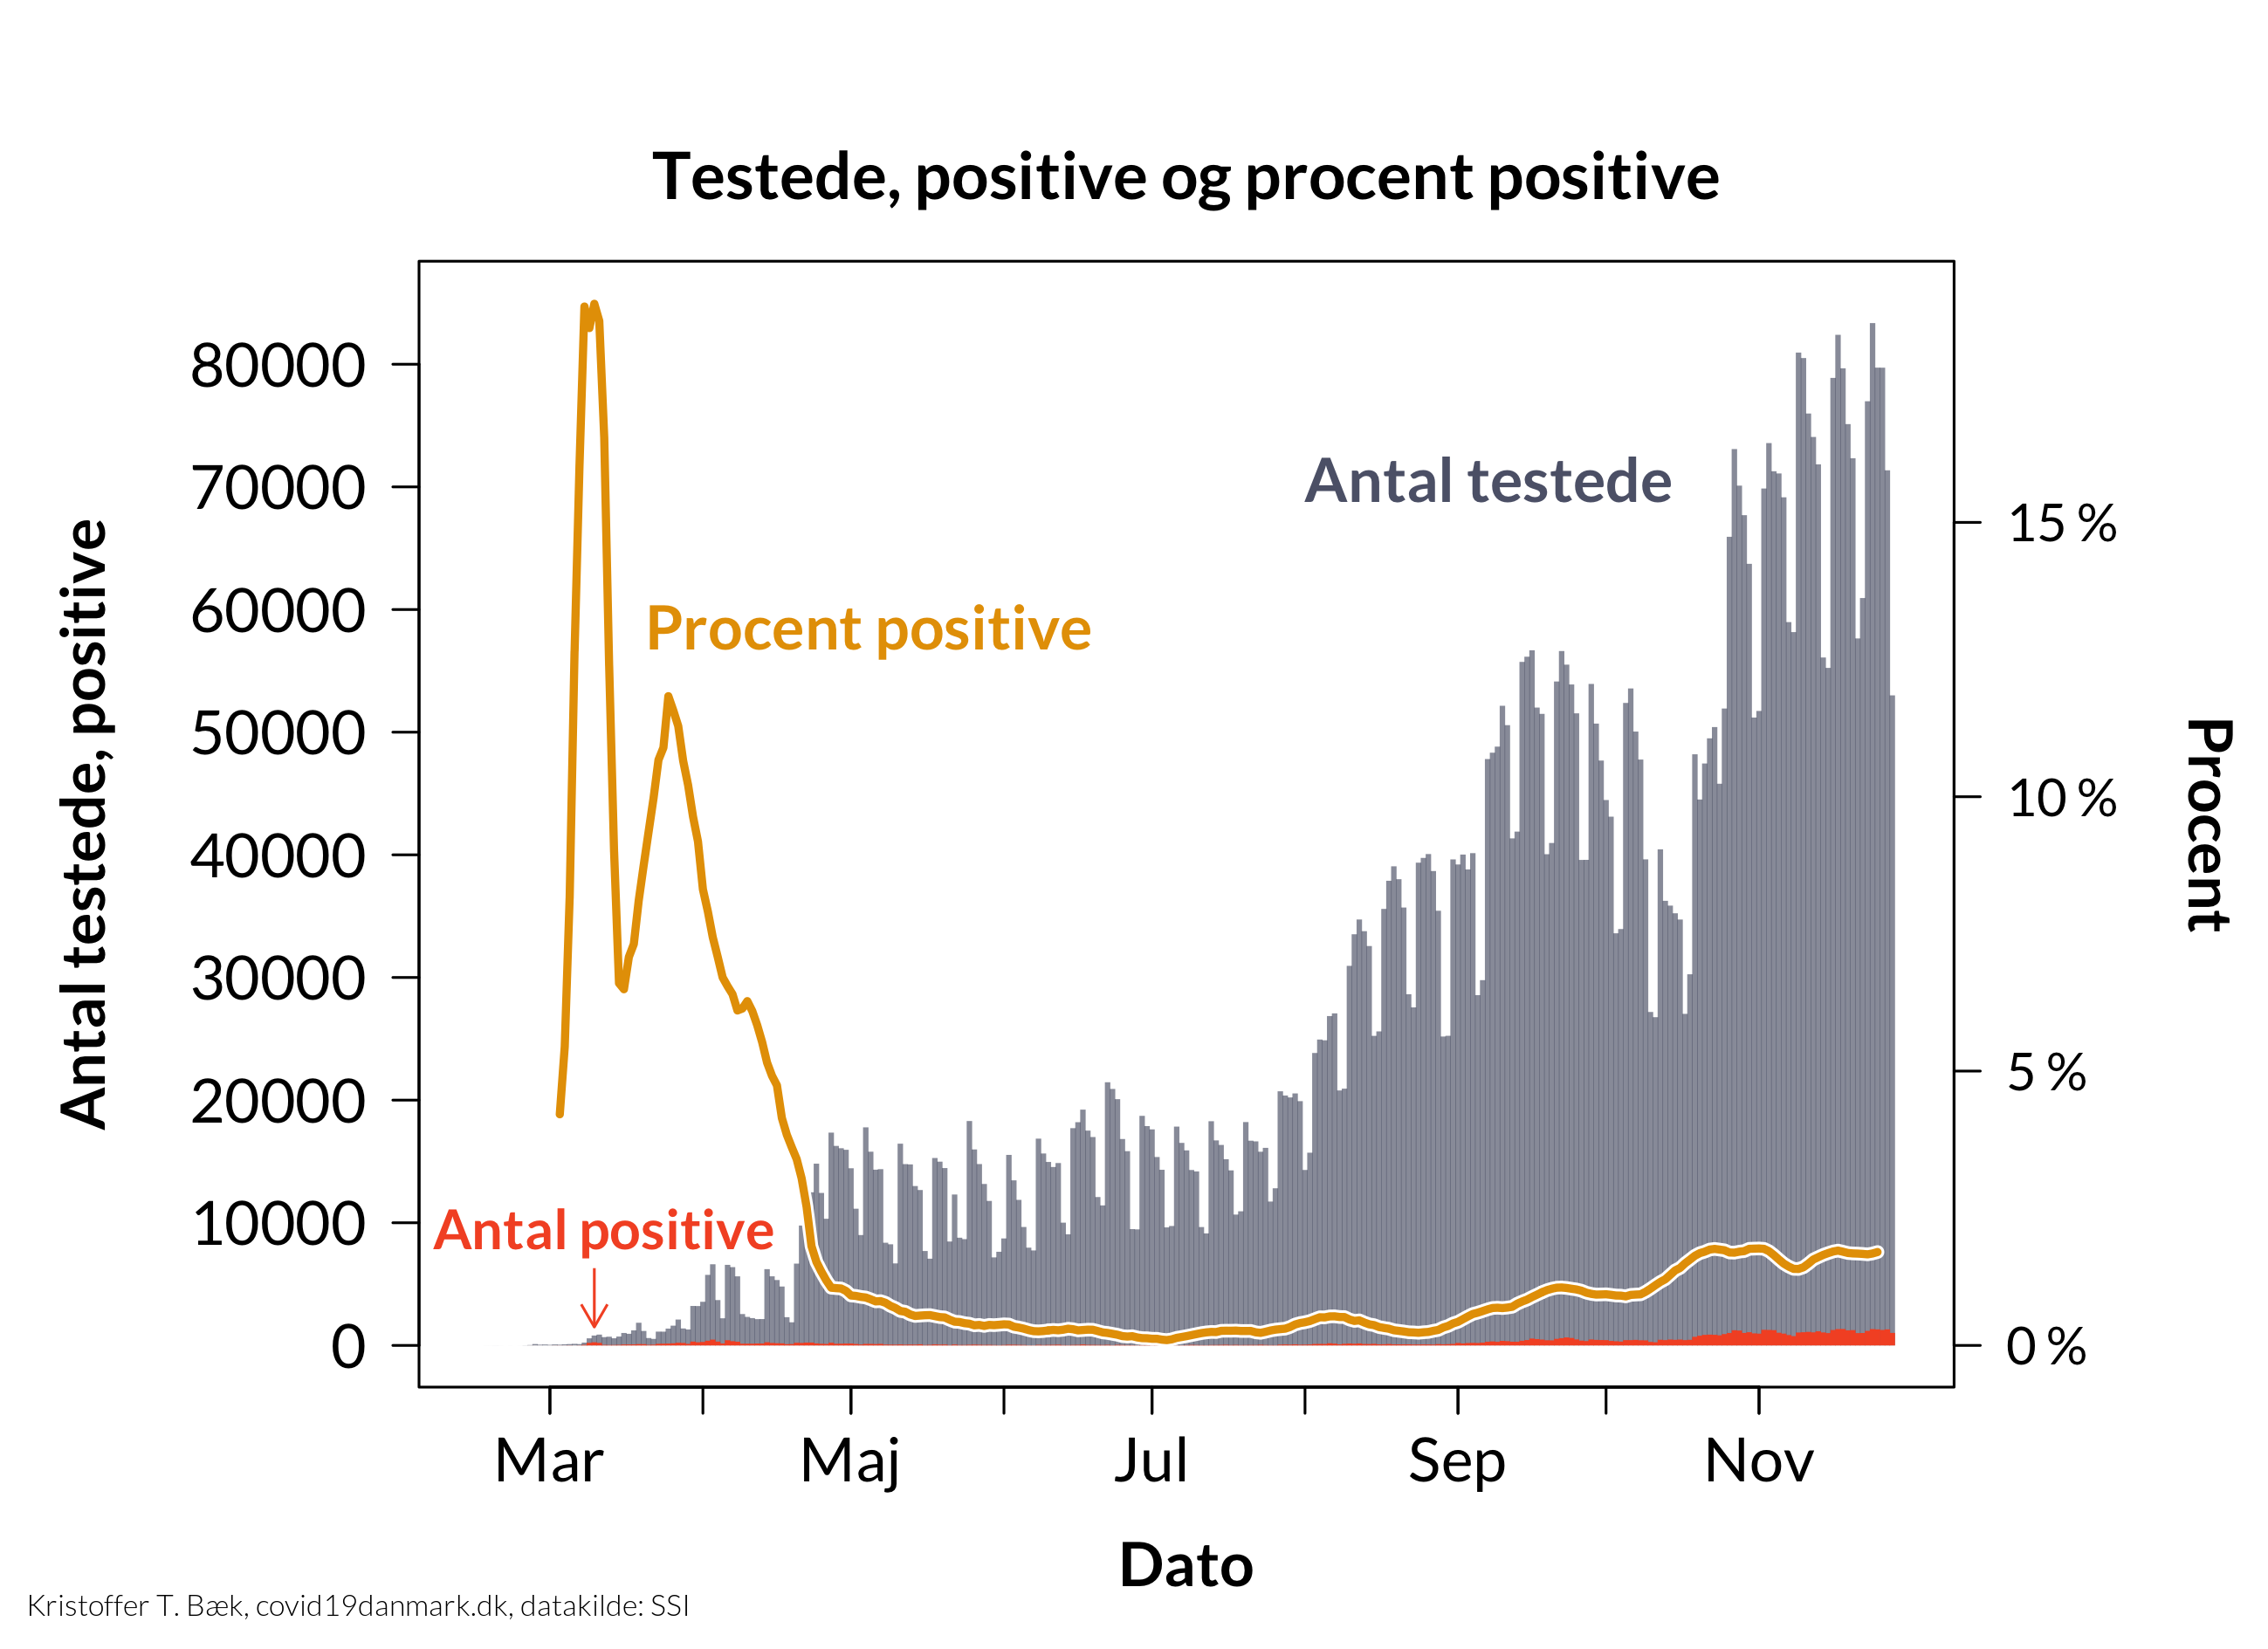 Testede, positive og procent positive
Antal testede, positive
80000
70000
60000
50000
40000
30000
20000
10000
0
Antal testede
Procent positive
Antal positive
15 %
10 %
5 %
0 %
Procent
Mar
Maj
Jul
Sep
Nov
Dato
Kristoffer T. Bæk, covid19danmark.dk, datakilde: SSI